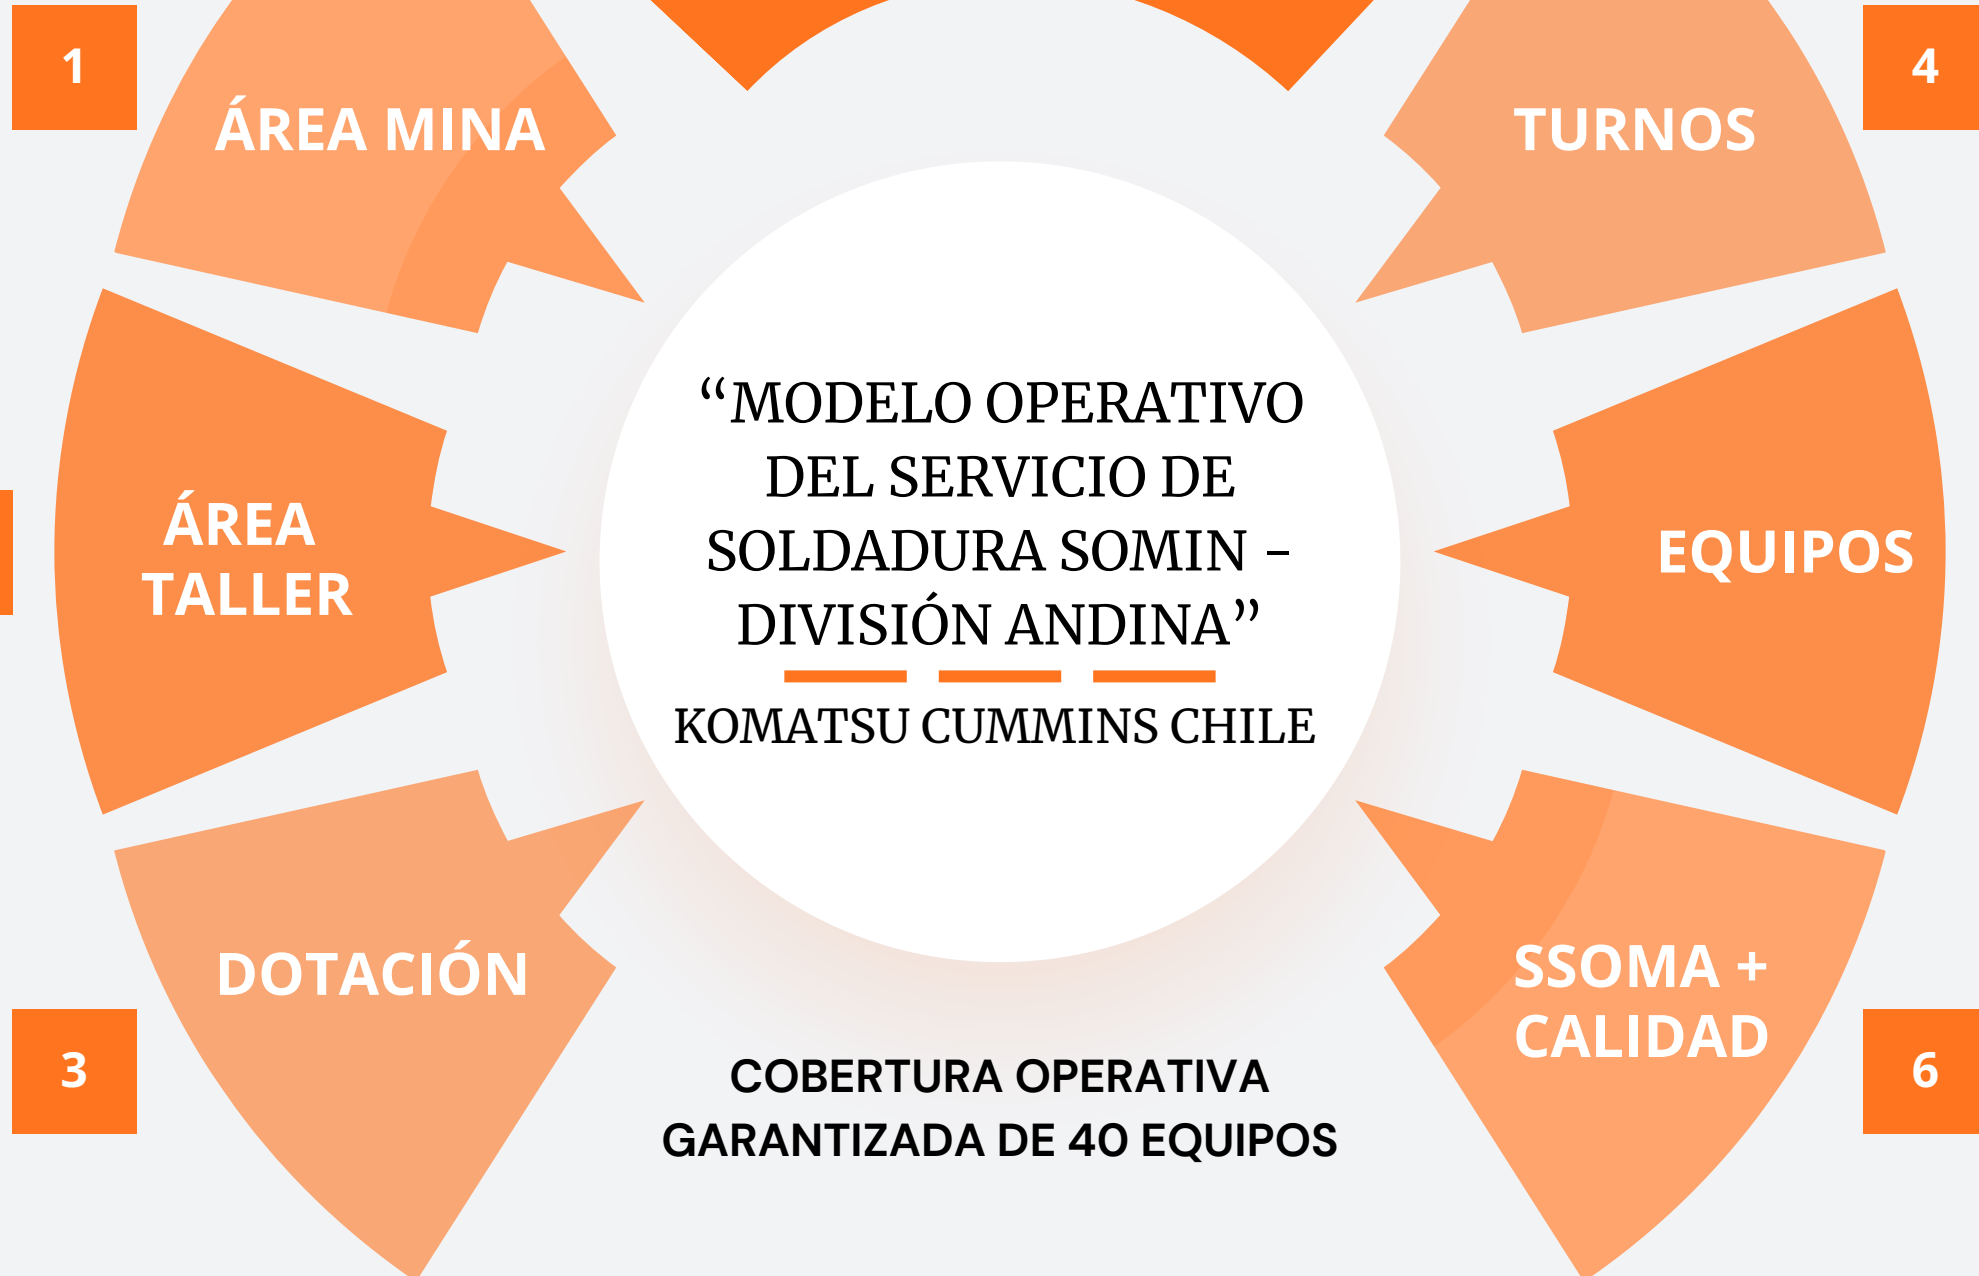 1
ÁREA MINA
ÁREA
TALLER
3
DOTACIÓN
“MODELO OPERATIVO
DEL SERVICIO DE
SOLDADURA SOMIN -
DIVISIÓN ANDINA”
KOMATSU CUMMINS CHILE
COBERTURA OPERATIVA
GARANTIZADA DE 40 EQUIPOS
4
TURNOS
EQUIPOS
6
SSOMA +
CALIDAD